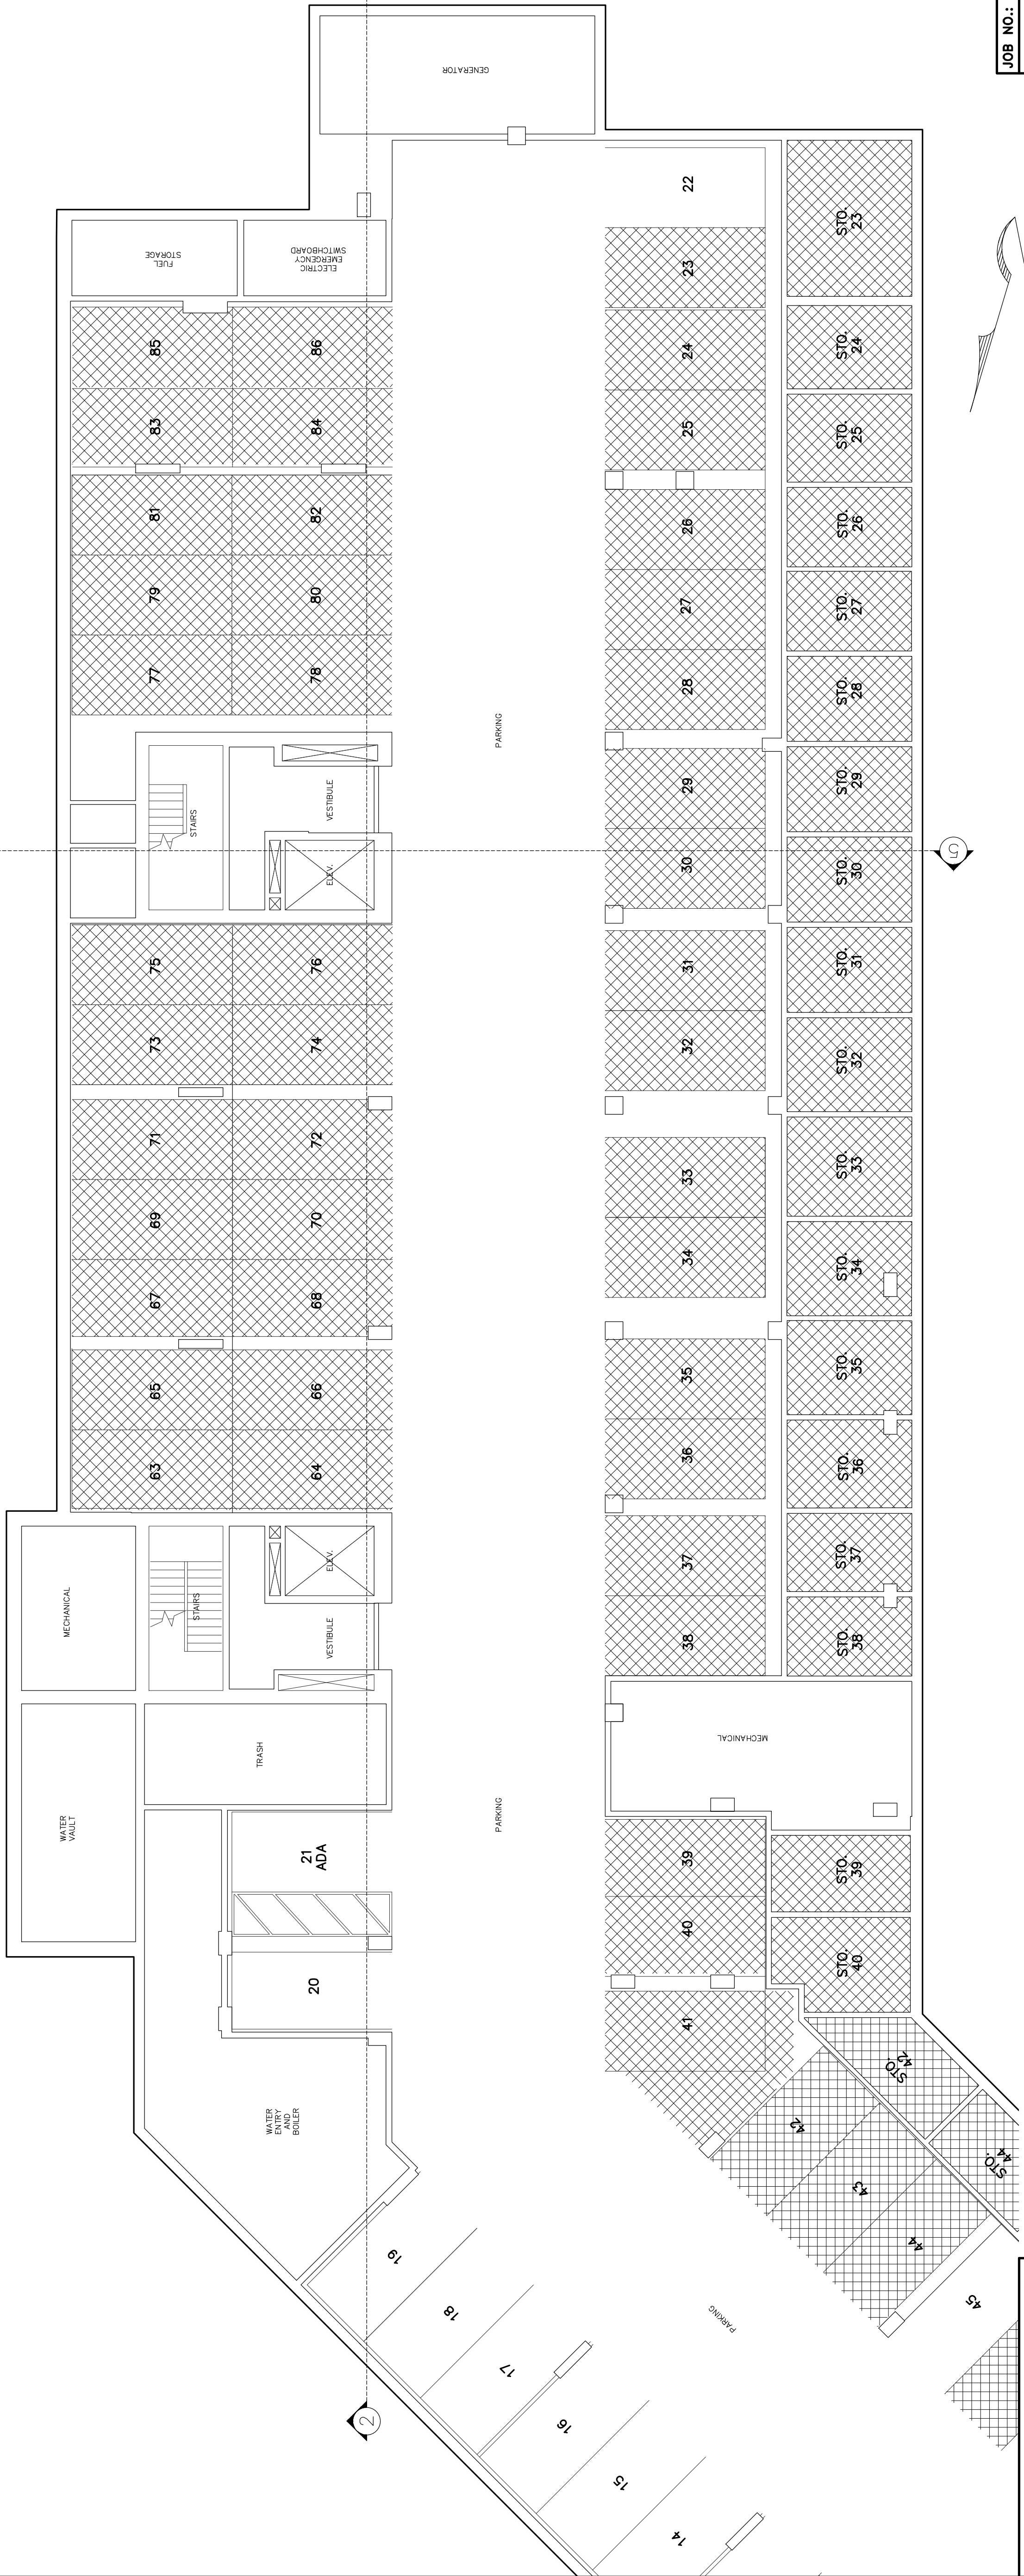 JOB NO.:
GENERATOR
FUEL
STORAGE
ELECTRIC
EMERGENCY
SWITCHBOARD
22
23
STO.
23
85
86
24
STO.
24
83
84
25
STO.
25
81
82
26
STO.
26
79
80
27
STO.
27
77
78
28
STO.
28
PARKING
STAIRS
VESTIBULE
ELEV.
29
STO.
29
30
STO.
30
5
75
76
31
STO.
31
73
74
32
STO.
32
71
72
33
STO.
33
69
70
34
STO.
34
67
68
35
STO.
35
65
66
36
STO.
36
63
64
37
STO.
37
MECHANICAL
STAIRS
ELEV.
VESTIBULE
38
STO.
38
MECHANICAL
TRASH
WATER
VAULT
PARKING
21
ADA
39
STO.
39
20
40
STO.
40
41
42
STO.
42
WATER
ENTRY
AND
BOILER
43
44
STO.
44
45
19
18
17
16
15
14
PARKING
2